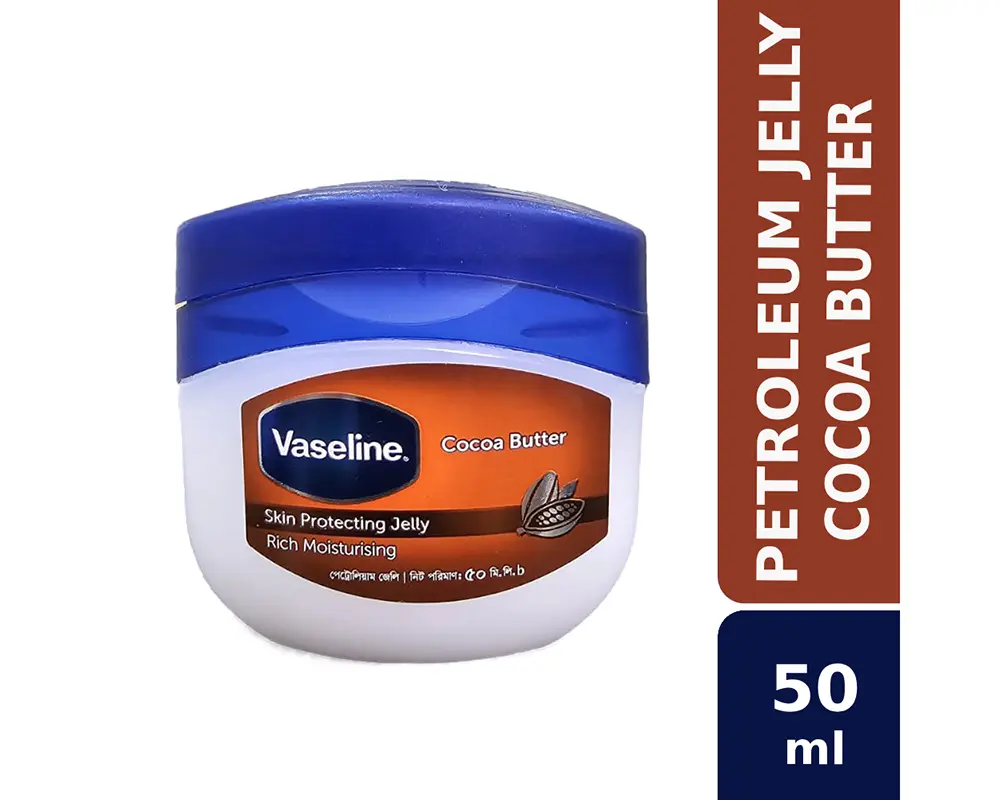 Vaseline.
Cocoa Butter
Skin Protecting Jelly
Rich Moisturising
পেট্রোলিয়াম জেলি | নিট পরিমাণ: ৫০ মি.লি.b
PETROLEUM JELLY
COCOA BUTTER
50
ml